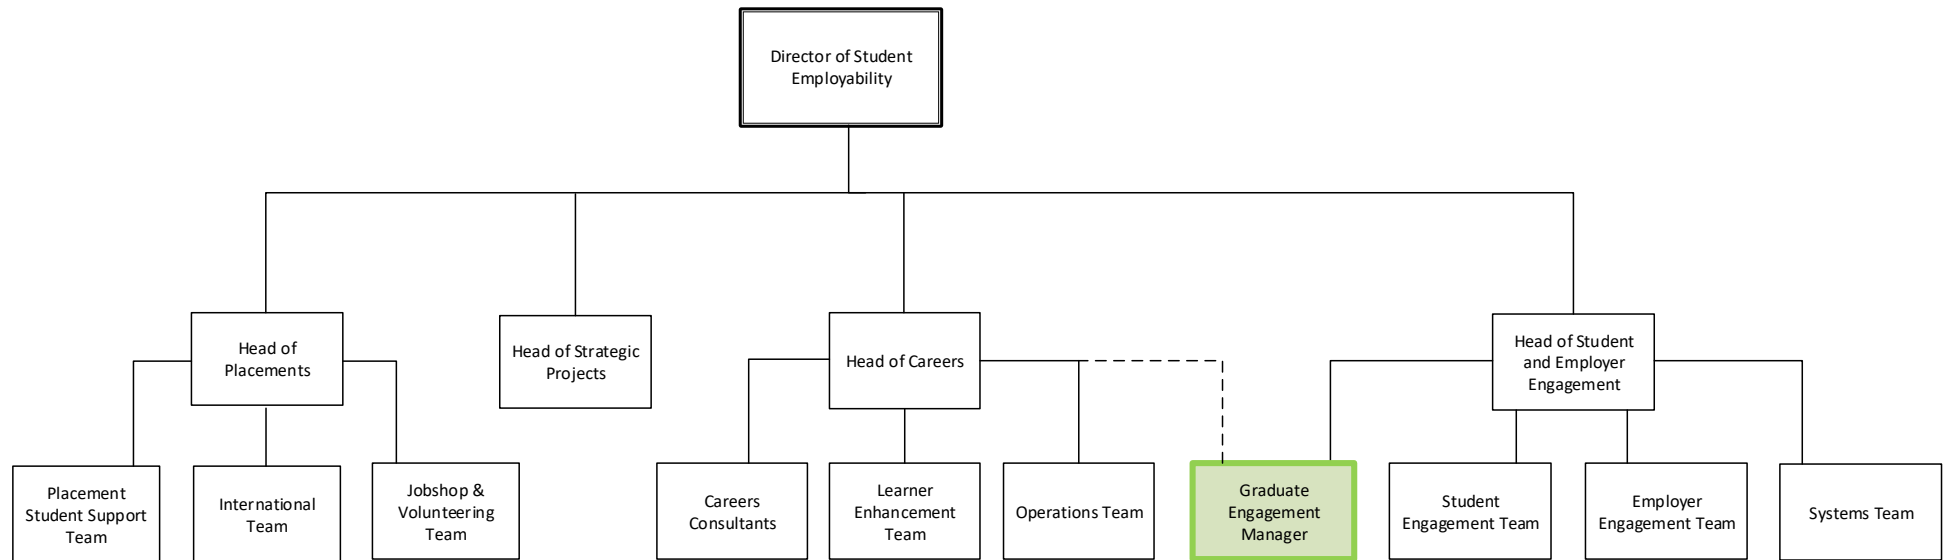 Director of Student
Employability
Head of
Placements
Head of Strategic
Projects
Head of Careers
Head of Student
and Employer
Engagement
Placement
Student Support
Team
International
Team
Jobshop &
Volunteering
Team
Careers
Consultants
Learner
Enhancement
Team
Operations Team
Graduate
Engagement
Manager
Student
Engagement Team
Employer
Engagement Team
Systems Team